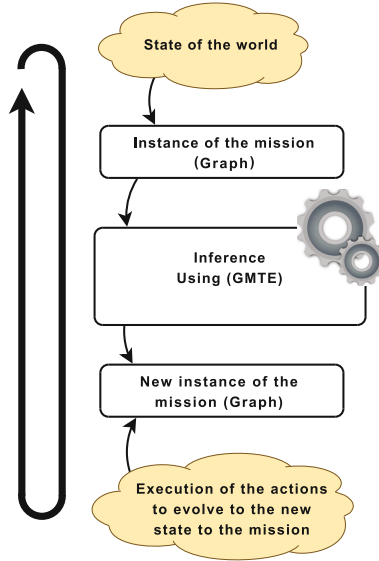 State of the world
Instance of the mission
(Graph)
Inference
Using (GMTE)
New instance of the
mission (Graph)
Execution of the actions
to evolve to the new
state to the mission